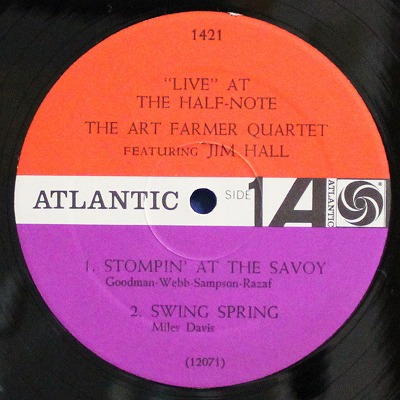 1421
"LIVE" AT
THE HALF-NOTE
THE ART FARMER QUARTET
FEATURING JIM HALL
ATLANTIC SIDE 1 A ATLANTIC
1. STOMPIN' AT THE SAVOY
Goodman-Webb-Sampson-Razaf
2. SWING SPRING
Miles Davis
(12071)